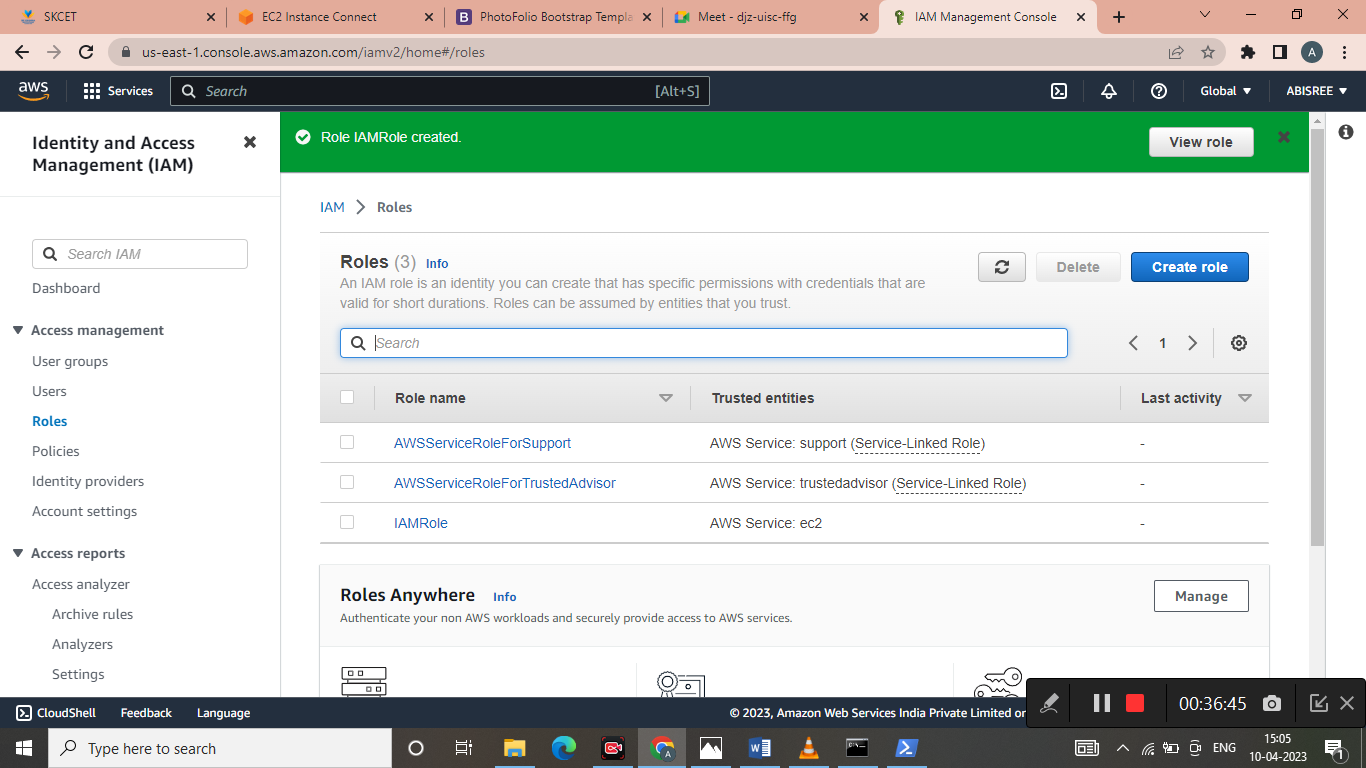 SKCET
EC2 Instance Connect
PhotoFolio Bootstrap Templa
Meet - djz-uisc-ffg
IAM Management Console
us-east-1.console.aws.amazon.com/iamv2/home#/roles
A
aws
Services
Search
[Alt+S]
Global
ABISREE
Identity and Access
Management (IAM)
Search IAM
Dashboard
Access management
User groups
Users
Roles
Policies
Identity providers
Account settings
Access reports
Access analyzer
Archive rules
Analyzers
Settings
Role IAMRole created.
View role
IAM
Roles
Roles (3) Info
An IAM role is an identity you can create that has specific permissions with credentials that are
valid for short durations. Roles can be assumed by entities that you trust.
Delete
Create role
Search
1
Role name
Trusted entities
Last activity
AWSServiceRoleForSupport
AWS Service: support (Service-Linked Role)
-
AWSServiceRoleForTrustedAdvisor
AWS Service: trustedadvisor (Service-Linked Role)
-
IAMRole
AWS Service: ec2
-
Roles Anywhere Info
Authenticate your non AWS workloads and securely provide access to AWS services.
Manage
CloudShell
Feedback
Language
© 2023, Amazon Web Services India Private Limited or
00:36:45
Type here to search
ENG
15:05
10-04-2023
1